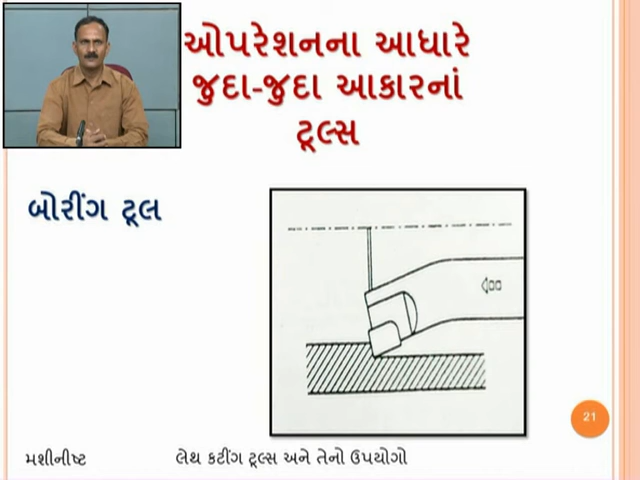 ઓપરેશનના આધારે
જુદા-જુદા આકારનાં
ટૂલ્સ
બોરીંગ ટૂલ
21
મશીનીષ્ટ
લેથ કટીંગ ટૂલ્સ અને તેનો ઉપયોગો